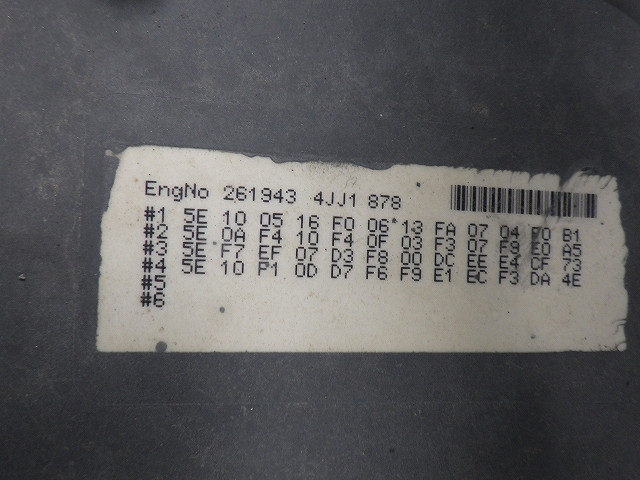 EngNo 261943 4JJ1 878
#1 5E 10 05 16 F0 06 13 FA 07 04 F0 B1
#2 5E 0A F4 10 F4 0F 03 F3 07 F9 E0 A5
#3 5E F7 EF 07 D3 F8 00 DC EE E4 CF 73
#4 5E 10 F1 0D D7 F6 F9 E1 EC F3 DA 4E
#5
#6